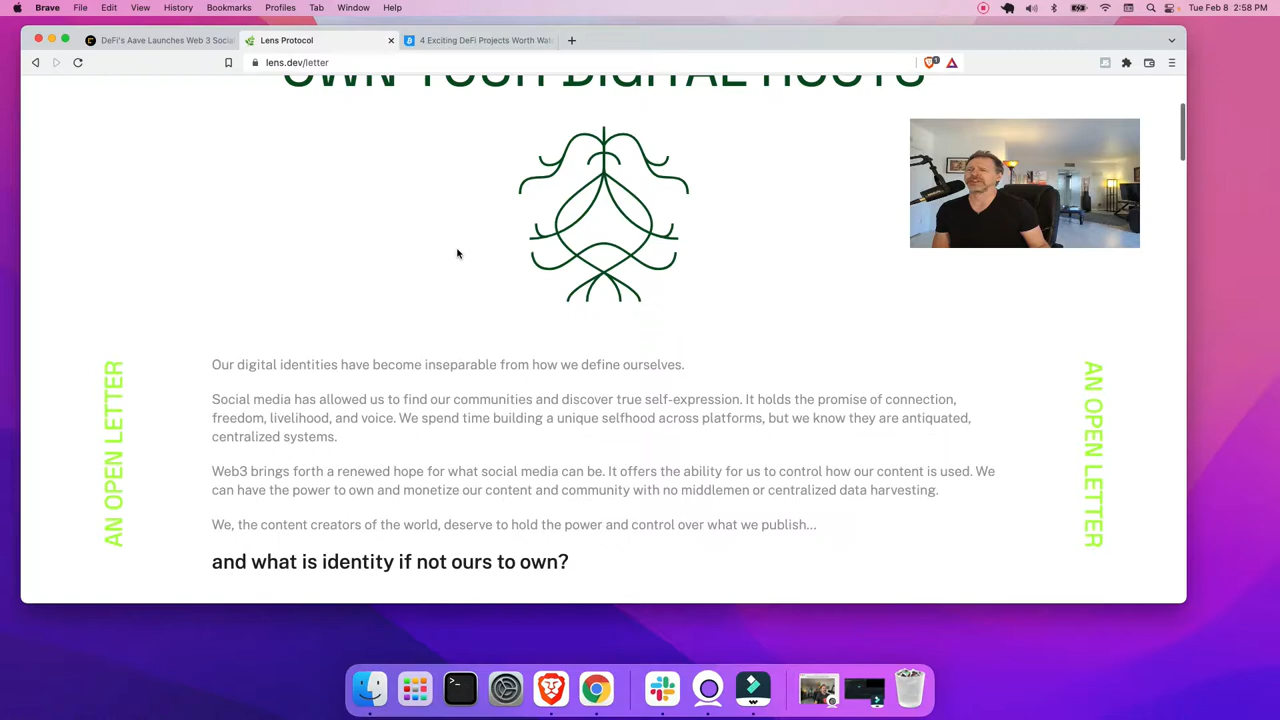 Brave File Edit View History Bookmarks Profiles Tab Window Help Tue Feb 8 2:58 PM
DeFi's Aave Launches Web 3 Socia Lens Protocol 4 Exciting DeFi Projects Worth Wat
lens.dev/letter
OWN YOUR DIGITAL ROOTS
AN OPEN LETTER
Our digital identities have become inseparable from how we define ourselves.
Social media has allowed us to find our communities and discover true self-expression. It holds the promise of connection,
freedom, livelihood, and voice. We spend time building a unique selfhood across platforms, but we know they are antiquated,
centralized systems.
Web3 brings forth a renewed hope for what social media can be. It offers the ability for us to control how our content is used. We
can have the power to own and monetize our content and community with no middlemen or centralized data harvesting.
We, the content creators of the world, deserve to hold the power and control over what we publish...
and what is identity if not ours to own?
AN OPEN LETTER